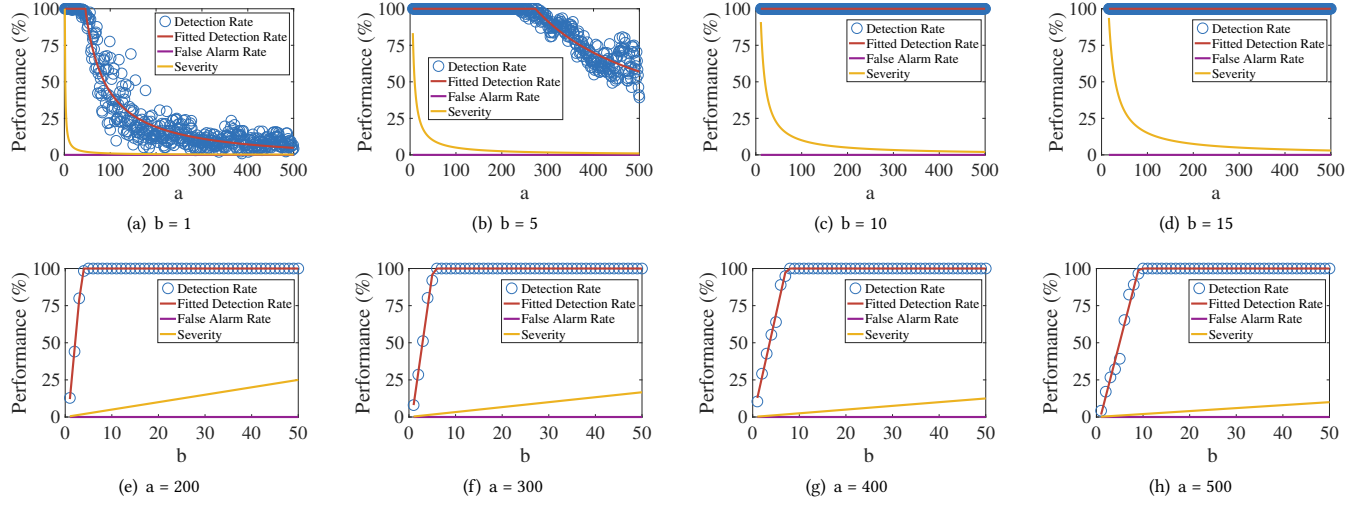 Performance (%)
100
75
50
25
0
Detection Rate
Fitted Detection Rate
False Alarm Rate
Severity
0 100 200 300 400 500
a
(a) b = 1
Performance (%)
100
75
50
25
0
Detection Rate
Fitted Detection Rate
False Alarm Rate
Severity
100 200 300 400 500
a
(b) b = 5
Performance (%)
100
75
50
25
0
Detection Rate
Fitted Detection Rate
False Alarm Rate
Severity
100 200 300 400 500
a
(c) b = 10
Performance (%)
100
75
50
25
0
Detection Rate
Fitted Detection Rate
False Alarm Rate
Severity
100 200 300 400 500
a
(d) b = 15
Performance (%)
100
75
50
25
0
Detection Rate
Fitted Detection Rate
False Alarm Rate
Severity
0 10 20 30 40 50
b
(e) a = 200
Performance (%)
100
75
50
25
0
Detection Rate
Fitted Detection Rate
False Alarm Rate
Severity
0 10 20 30 40 50
b
(f) a = 300
Performance (%)
100
75
50
25
0
Detection Rate
Fitted Detection Rate
False Alarm Rate
Severity
0 10 20 30 40 50
b
(g) a = 400
Performance (%)
100
75
50
25
0
Detection Rate
Fitted Detection Rate
False Alarm Rate
Severity
0 10 20 30 40 50
b
(h) a = 500